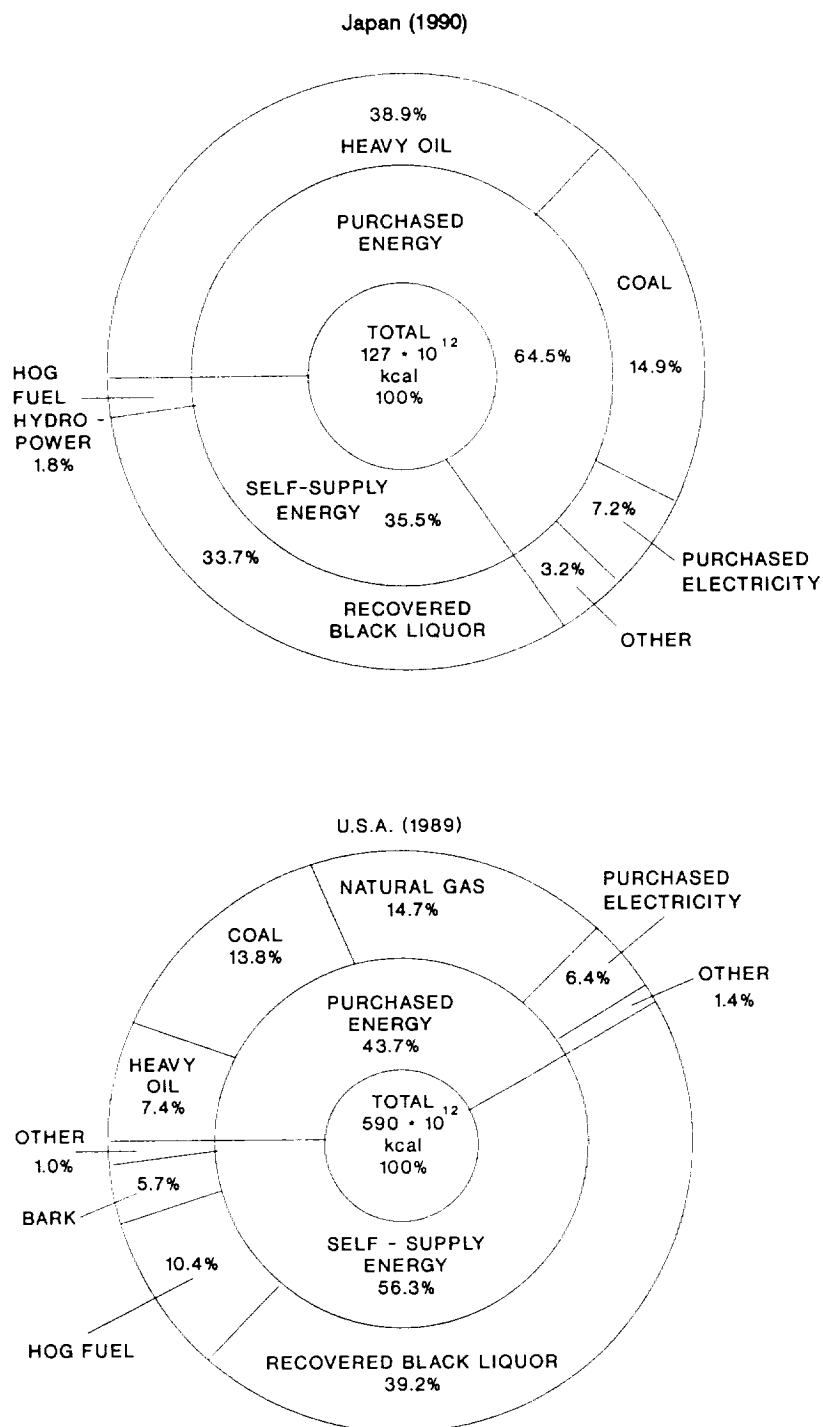 Japan (1990)
38.9%
HEAVY OIL
PURCHASED
ENERGY
COAL
TOTAL
127 * 10^12
kcal
100%
64.5%
14.9%
HOG
FUEL
HYDRO-
POWER
1.8%
SELF-SUPPLY
ENERGY
35.5%
7.2%
PURCHASED
ELECTRICITY
33.7%
3.2%
RECOVERED
BLACK LIQUOR
OTHER
U.S.A. (1989)
NATURAL GAS
14.7%
PURCHASED
ELECTRICITY
COAL
13.8%
6.4%
OTHER
1.4%
PURCHASED
ENERGY
43.7%
HEAVY
OIL
7.4%
TOTAL
590 * 10^12
kcal
100%
OTHER
1.0%
5.7%
BARK
SELF - SUPPLY
ENERGY
56.3%
10.4%
HOG FUEL
RECOVERED BLACK LIQUOR
39.2%